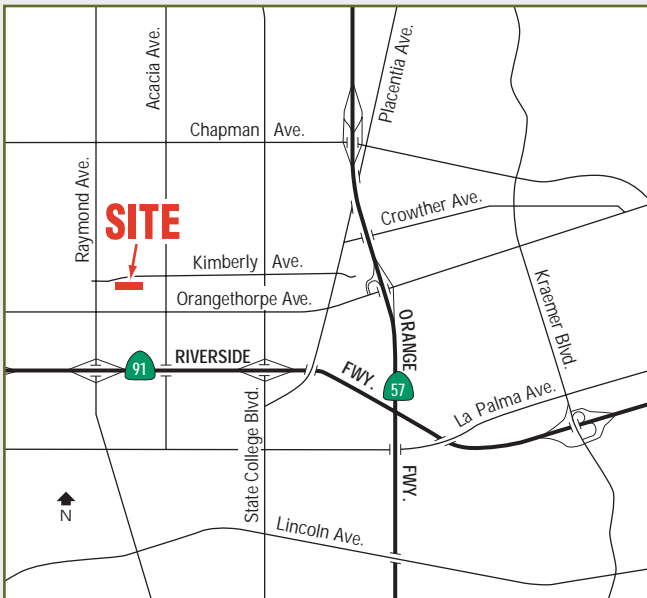 Placentia Ave.
Acacia Ave.
Chapman Ave.
Raymond Ave.
SITE
Crowther Ave.
Kimberly Ave.
Orangethorpe Ave.
Kraemer Blvd.
ORANGE
RIVERSIDE
91
FWY.
57
La Palma Ave.
State College Blvd.
FWY.
N
Lincoln Ave.